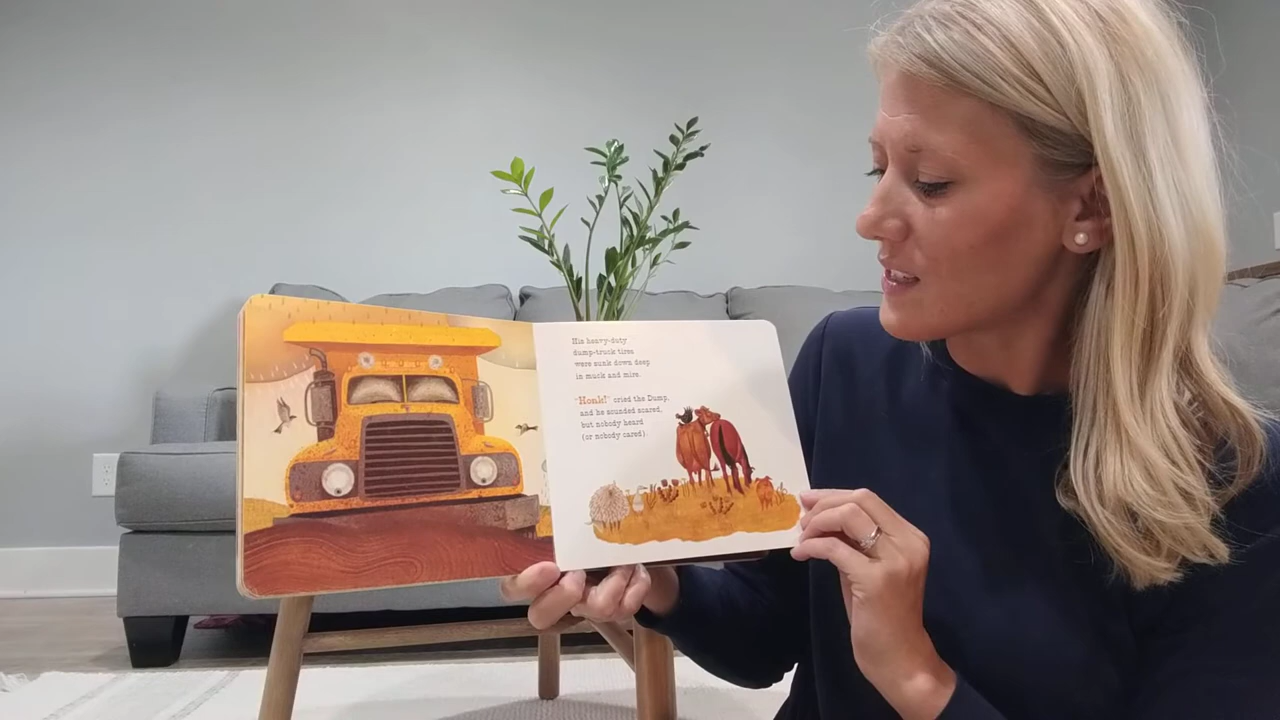 His heavy-duty
dump-truck tires
were sunk down deep
in muck and mire.
"Honk!" cried the Dump,
and he sounded scared,
but nobody heard
(or nobody cared).